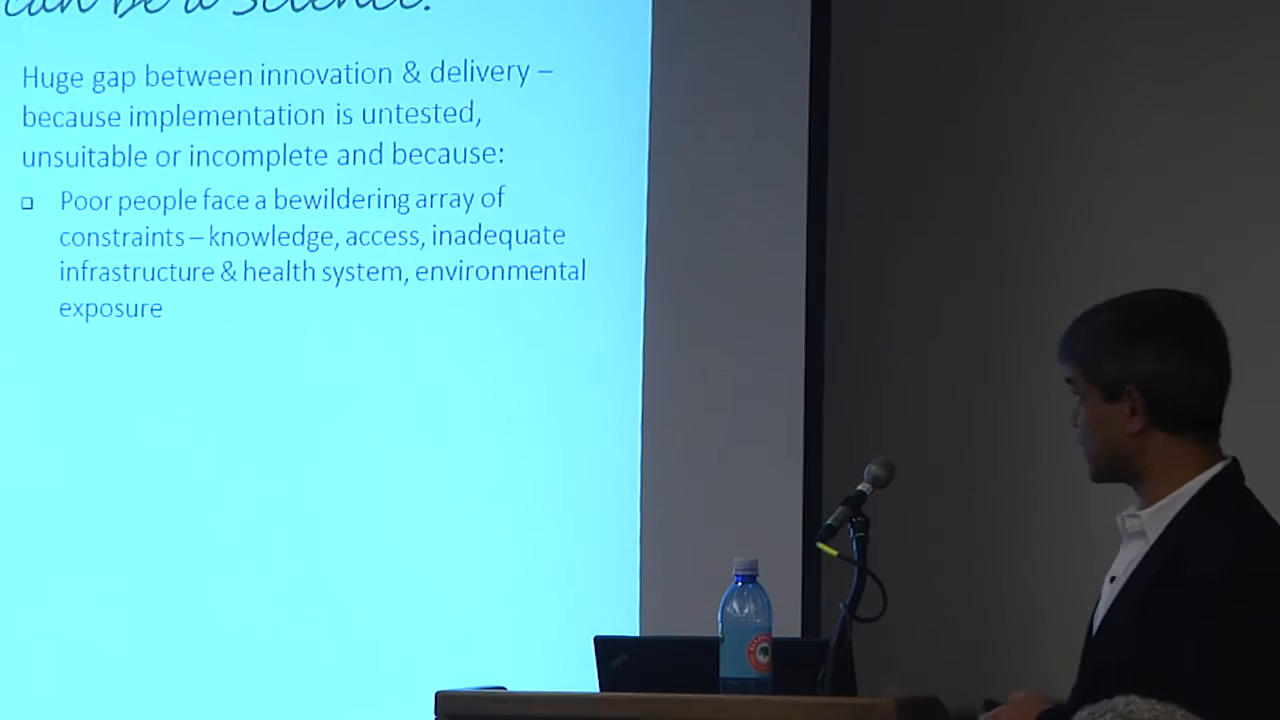 can be a science.
Huge gap between innovation & delivery –
because implementation is untested,
unsuitable or incomplete and because:
Poor people face a bewildering array of
constraints – knowledge, access, inadequate
infrastructure & health system, environmental
exposure